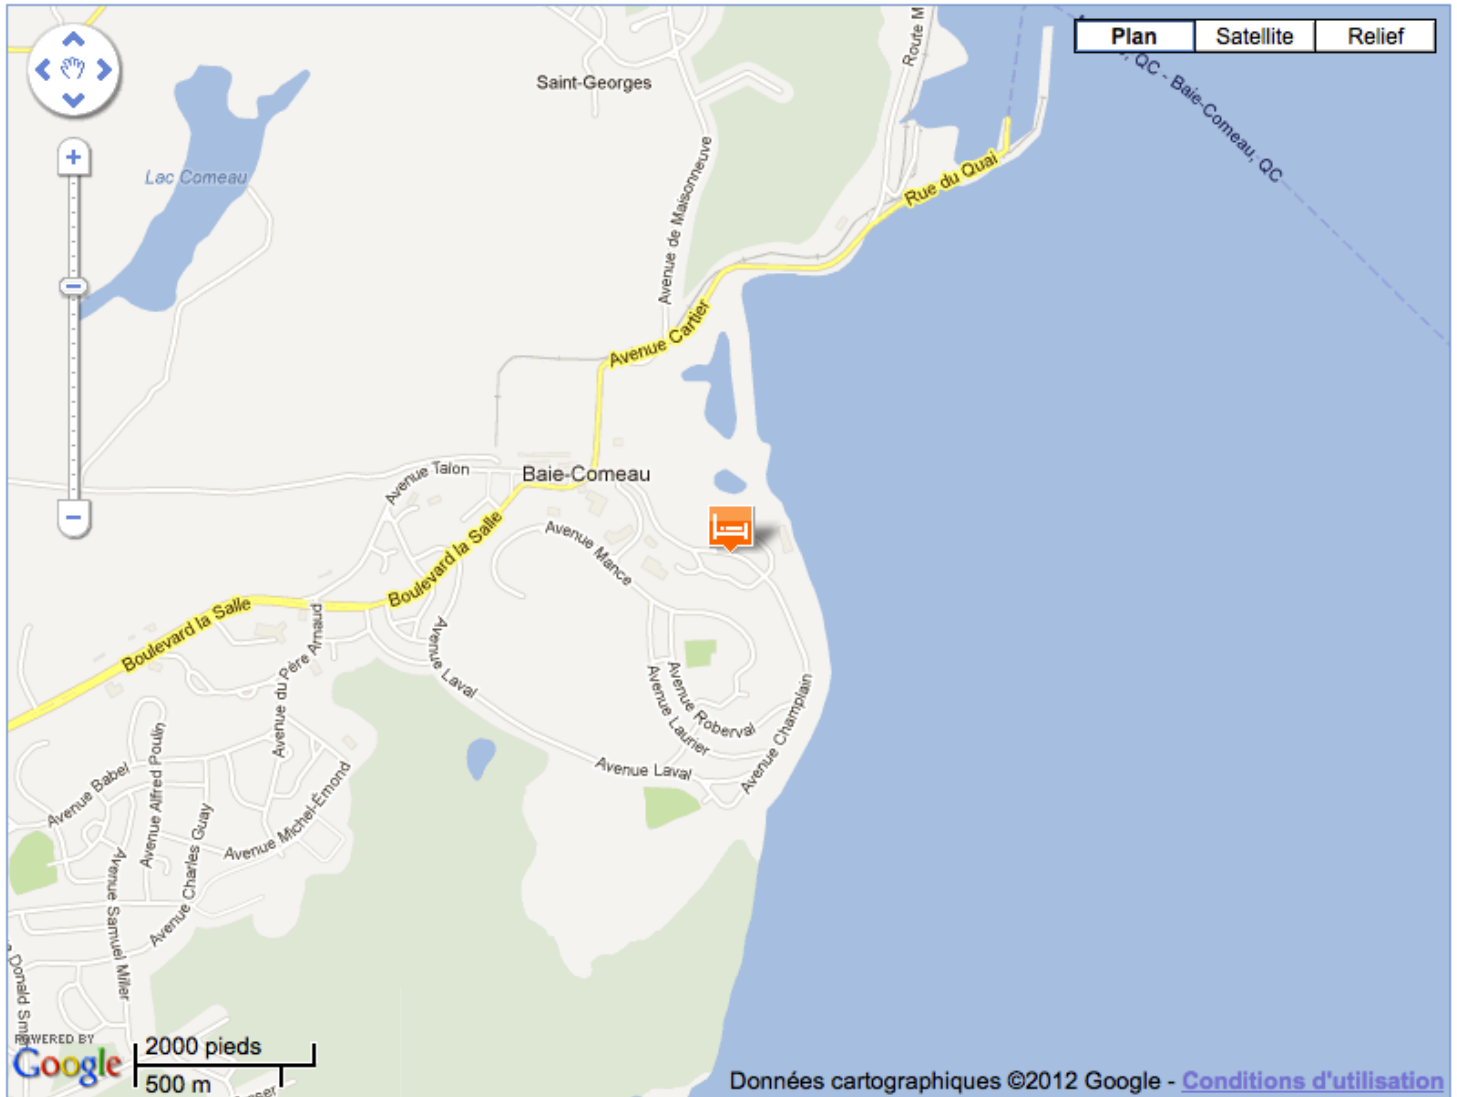 Plan
Satellite
Relief
Route M
, QC - Baie-Comeau, QC
Saint-Georges
Lac Comeau
Avenue de Maisonneuve
Rue du Quai
Avenue Cartier
Avenue Talon
Baie-Comeau
Boulevard la Salle
Avenue Mance
Boulevard la Salle
Avenue du Père Arnaud
Avenue Laval
Avenue Roberval
Avenue Laurier
Avenue Champlain
Avenue Laval
Avenue Babel
Avenue Alfred Poulin
Avenue Michel-Émond
Avenue Charles Guay
Avenue Samuel Miller
Donald Smi
POWERED BY
Google
2000 pieds
500 m
sser
Données cartographiques ©2012 Google - Conditions d'utilisation